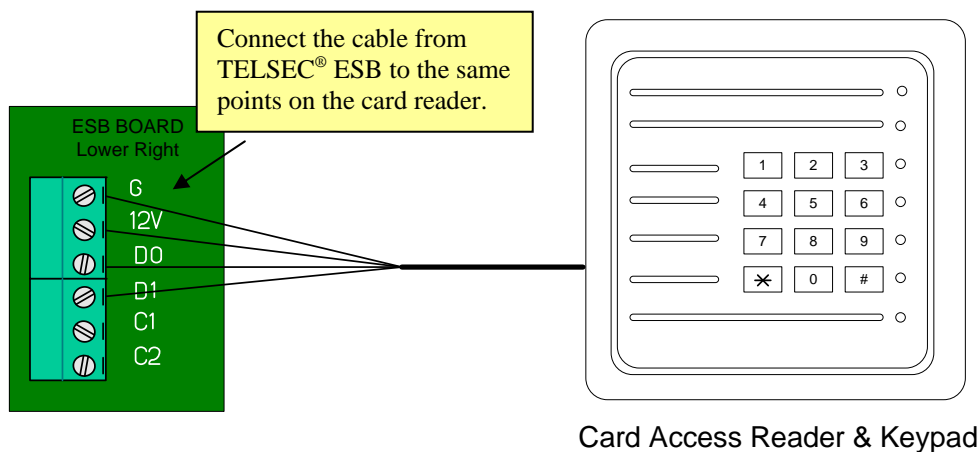 Connect the cable from
TELSEC® ESB to the same
points on the card reader.
ESB BOARD
Lower Right
G
12V
D0
D1
C1
C2
1 2 3
4 5 6
7 8 9
* 0 #
Card Access Reader & Keypad